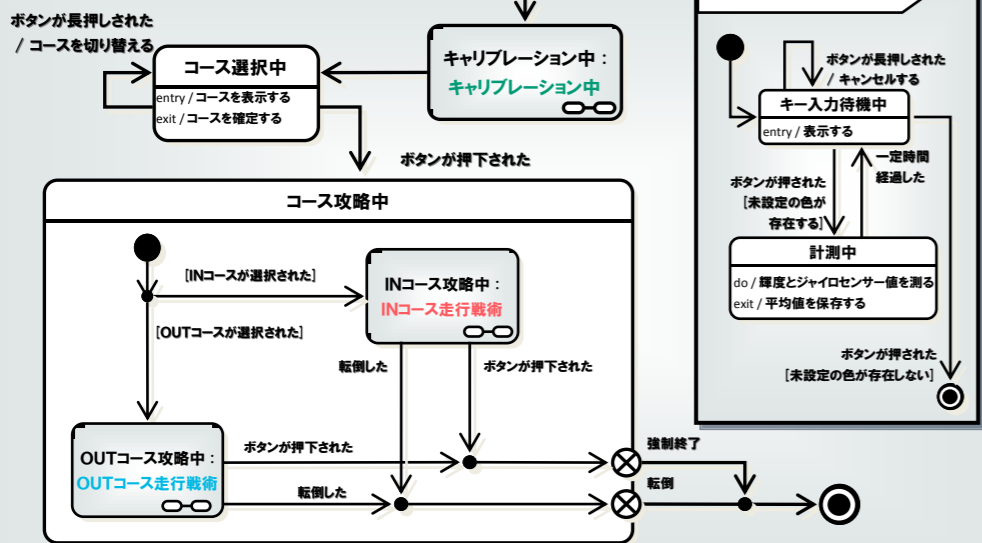 ボタンが長押しされた
/ コースを切り替える
コース選択中
entry / コースを表示する
exit / コースを確定する
キャリブレーション中：
キャリブレーション中
ボタンが押下された
コース攻略中
[INコースが選択された]
[OUTコースが選択された]
INコース攻略中：
INコース走行戦術
転倒した
ボタンが押下された
OUTコース攻略中：
OUTコース走行戦術
ボタンが押下された
転倒した
強制終了
転倒
ボタンが長押しされた
/ キャンセルする
キー入力待機中
entry / 表示する
一定時間
経過した
ボタンが押された
[未設定の色が
存在する]
計測中
do / 輝度とジャイロセンサー値を測る
exit / 平均値を保存する
ボタンが押された
[未設定の色が存在しない]